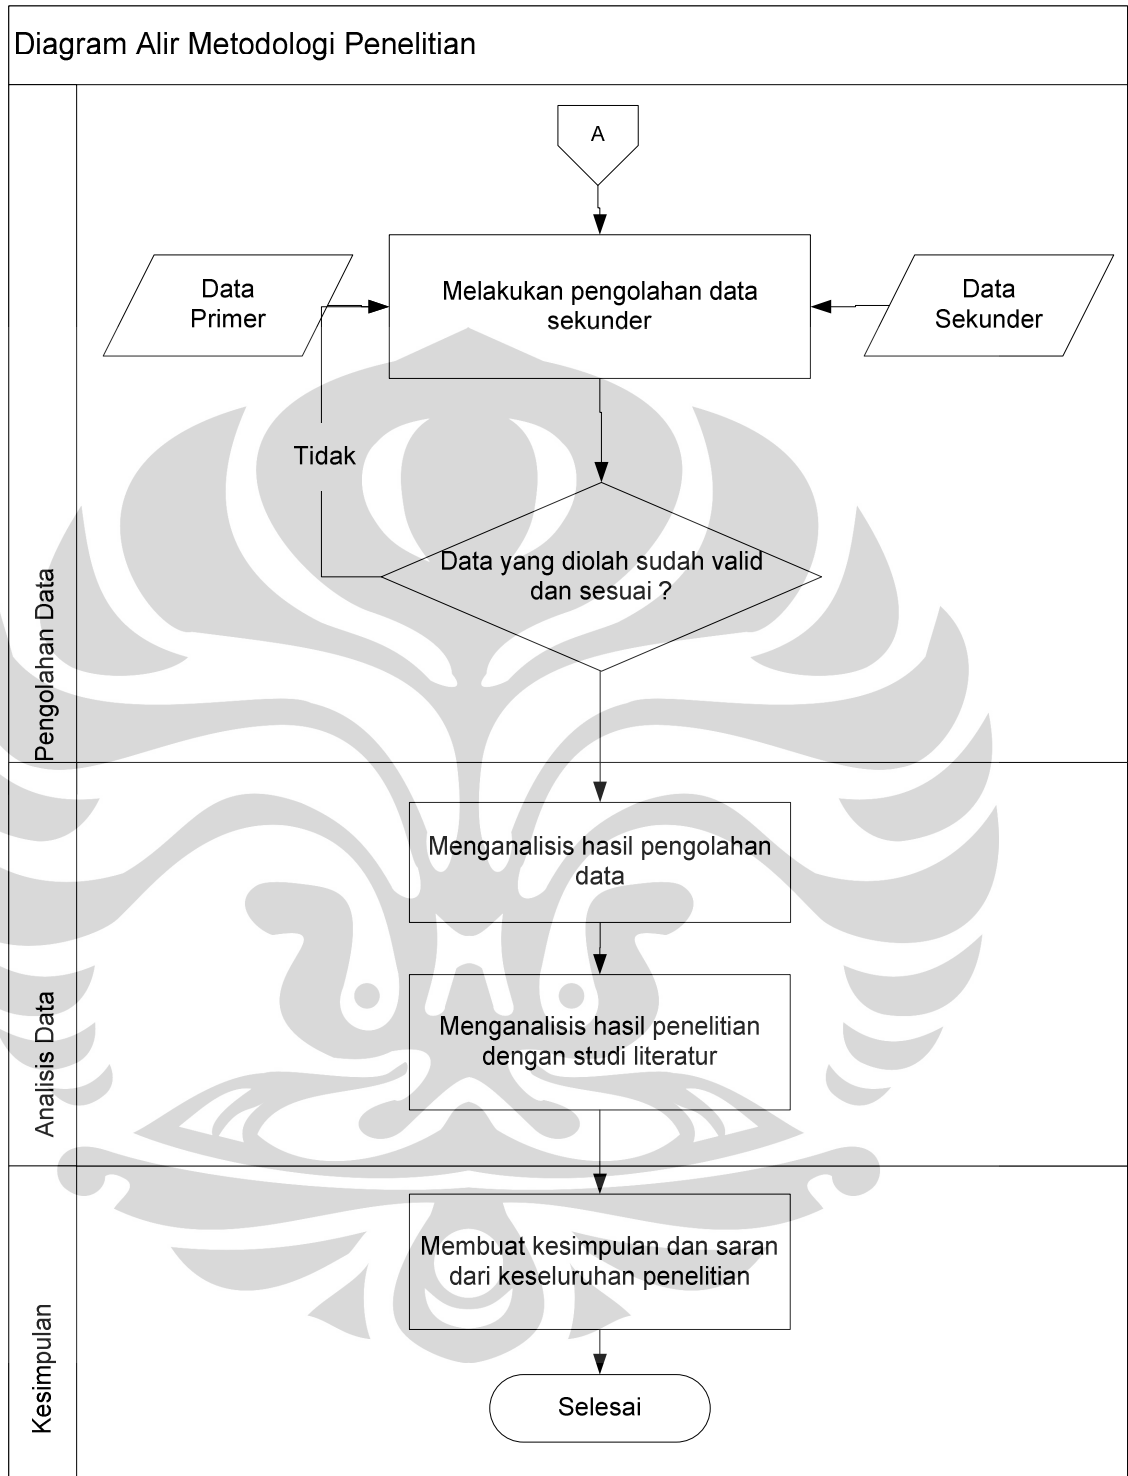 Diagram Alir Metodologi Penelitian
A
Data
Primer
Melakukan pengolahan data
sekunder
Data
Sekunder
Tidak
Data yang diolah sudah valid
dan sesuai ?
Pengolahan Data
Menganalisis hasil pengolahan
data
Menganalisis hasil penelitian
dengan studi literatur
Analisis Data
Membuat kesimpulan dan saran
dari keseluruhan penelitian
Kesimpulan
Selesai